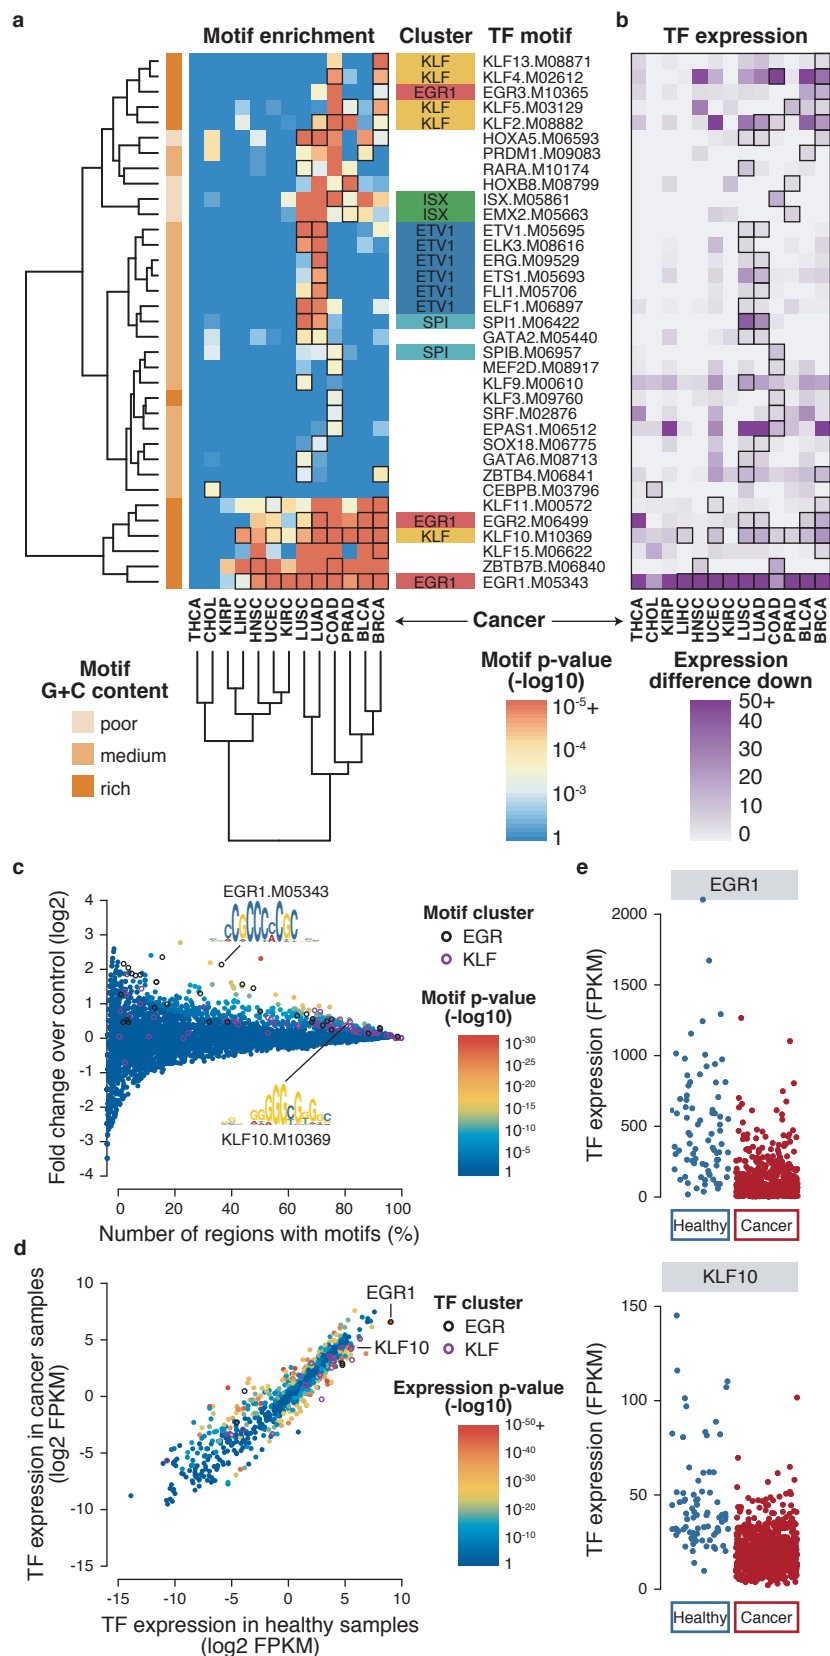 a
b
Motif enrichment
Cluster
TF motif
TF expression
KLF
KLF13.M08871
KLF
KLF4.M02612
EGR1
EGR3.M10365
KLF
KLF5.M03129
KLF
KLF2.M08882
HOXA5.M06593
PRDM1.M09083
RARA.M10174
HOXB8.M08799
ISX
ISX.M05861
ISX
EMX2.M05663
ETV1
ETV1.M05695
ETV1
ELK3.M08616
ETV1
ERG.M09529
ETV1
ETS1.M05693
ETV1
FLI1.M05706
ETV1
ELF1.M06897
SPI
SPI1.M06422
GATA2.M05440
SPI
SPIB.M06957
MEF2D.M08917
KLF9.M00610
KLF3.M09760
SRF.M02876
EPAS1.M06512
SOX18.M06775
GATA6.M08713
ZBTB4.M06841
CEBPB.M03796
KLF11.M00572
EGR1
EGR2.M06499
KLF
KLF10.M10369
KLF15.M06622
ZBTB7B.M06840
EGR1
EGR1.M05343
THCA
CHOL
KIRP
LIHC
HNSC
UCEC
KIRC
LUSC
LUAD
COAD
PRAD
BLCA
BRCA
Cancer
THCA
CHOL
KIRP
LIHC
HNSC
UCEC
KIRC
LUSC
LUAD
COAD
PRAD
BLCA
BRCA
Motif
G+C content
poor
medium
rich
Motif p-value
(-log10)
10-5+
10-4
10-3
1
Expression
difference down
50+
40
30
20
10
0
c
Fold change over control (log2)
4
3
2
1
0
-1
-2
-3
-4
EGR1.M05343
KLF10.M10369
0
20
40
60
80
100
Number of regions with motifs (%)
Motif cluster
EGR
KLF
Motif p-value
(-log10)
10-30
10-25
10-20
10-15
10-10
10-5
1
d
TF expression in cancer samples
(log2 FPKM)
10
5
0
-5
-10
-15
EGR1
KLF10
-15
-10
-5
0
5
10
TF expression in healthy samples
(log2 FPKM)
TF cluster
EGR
KLF
Expression p-value
(-log10)
10-50+
10-40
10-30
10-20
10-10
1
e
EGR1
TF expression (FPKM)
2000
1500
1000
500
0
Healthy
Cancer
KLF10
TF expression (FPKM)
150
100
50
0
Healthy
Cancer